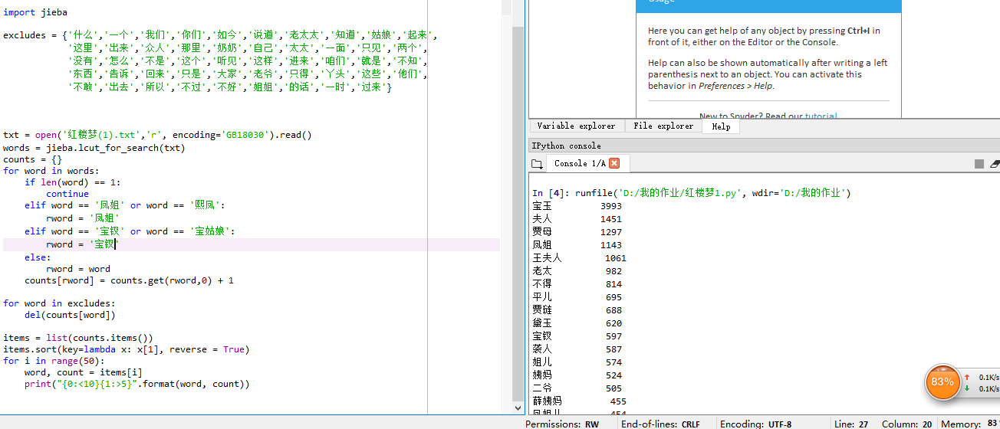 import jieba
excludes = {'什么','一个','我们','你们','如今','说道','老太太','知道','姑娘','起来',
'这里','出来','众人','那里','奶奶','自己','太太','一面','只见','两个',
'没有','怎么','不是','这个','听见','这样','进来','咱们','就是','不知',
'东西','告诉','回来','只是','大家','老爷','只得','丫头','这些','他们',
'不敢','出去','所以','不过','不好','姐姐','的话','一时','过来'}
txt = open('红楼梦(1).txt','r', encoding='GB18030').read()
words = jieba.lcut_for_search(txt)
counts = {}
for word in words:
if len(word) == 1:
continue
elif word == '凤姐' or word == '熙凤':
rword = '凤姐'
elif word == '宝钗' or word == '宝姑娘':
rword = '宝钗'
else:
rword = word
counts[rword] = counts.get(rword,0) + 1
for word in excludes:
del(counts[word])
items = list(counts.items())
items.sort(key=lambda x: x[1], reverse = True)
for i in range(50):
word, count = items[i]
print("{0:<10}{1:>5}".format(word, count))
Usage
Here you can get help of any object by pressing Ctrl+I in
front of it, either on the Editor or the Console.
Help can also be shown automatically after writing a left
parenthesis next to an object. You can activate this
behavior in Preferences > Help.
New to Spyder? Read our tutorial
Variable explorer File explorer Help
IPython console
Console 1/A
In [4]: runfile('D:/我的作业/红楼梦1.py', wdir='D:/我的作业')
宝玉 3993
夫人 1451
贾母 1297
凤姐 1143
王夫人 1061
老太 982
不得 814
平儿 695
贾琏 688
黛玉 620
宝钗 597
袭人 587
姐儿 574
姨妈 524
二爷 505
薛姨妈 455
凤姐儿 454
83%
0.1K/s
0.1K/s
Permissions: RW End-of-lines: CRLF Encoding: UTF-8 Line: 27 Column: 20 Memory: 83